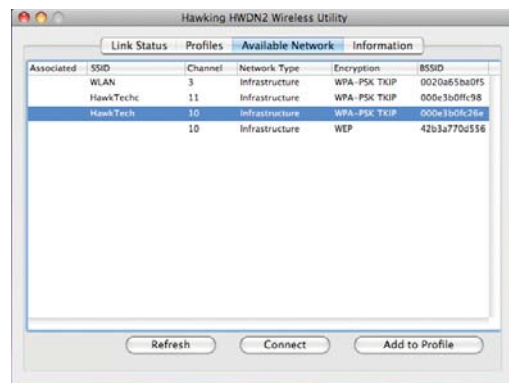 Hawking HWDN2 Wireless Utility
Link Status Profiles Available Network Information
Associated SSID Channel Network Type Encryption BSSID
WLAN 3 Infrastructure WPA-PSK TKIP 0020a65ba0f5
HawkTechc 11 Infrastructure WPA-PSK TKIP 000e3b0ffc98
HawkTech 10 Infrastructure WPA-PSK TKIP 000e3b0fc26e
10 Infrastructure WEP 42b3a770d556
Refresh Connect Add to Profile